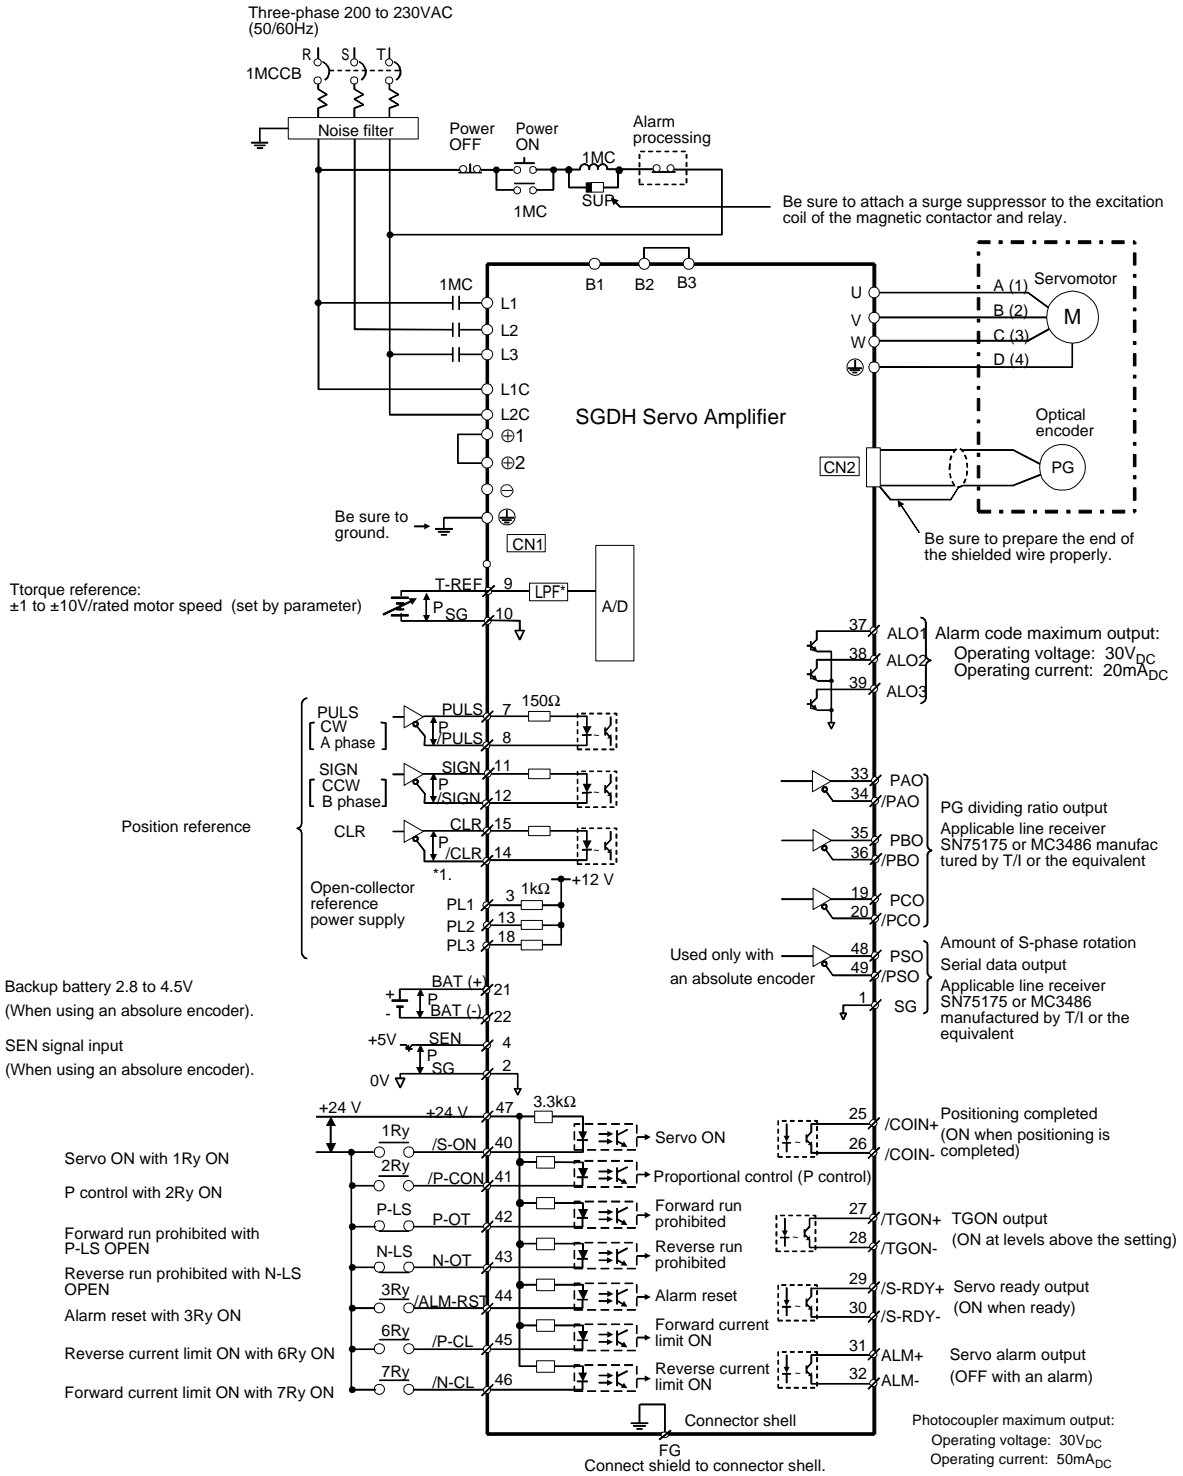 Three-phase 200 to 230VAC
(50/60Hz)
R S T
1MCCB
Noise filter
Power
OFF
Power
ON
Alarm
processing
1MC
SUP
1MC
Be sure to attach a surge suppressor to the excitation
coil of the magnetic contactor and relay.
B1 B2 B3
1MC
L1
L2
L3
L1C
L2C
⊕1
⊕2
⊖
SGDH Servo Amplifier
U
V
W
A (1)
B (2)
C (3)
D (4)
Servomotor
M
Optical
encoder
PG
CN2
Be sure to prepare the end of
the shielded wire properly.
Be sure to
ground.
CN1
Ttorque reference:
±1 to ±10V/rated motor speed (set by parameter)
T-REF 9 LPF*
P
SG 10
A/D
37 ALO1
38 ALO2
39 ALO3
Alarm code maximum output:
Operating voltage: 30VDC
Operating current: 20mADC
Position reference
PULS
CW
A phase
PULS 7 150Ω
P
/PULS 8
SIGN
CCW
B phase
SIGN 11
P
/SIGN 12
CLR
CLR 15
P
/CLR 14
*1.
Open-collector
reference
power supply
+12 V
PL1 3 1kΩ
PL2 13
PL3 18
33 PAO
34 /PAO
35 PBO
36 /PBO
19 PCO
20 /PCO
PG dividing ratio output
Applicable line receiver
SN75175 or MC3486 manufac
tured by T/I or the equivalent
Used only with
an absolute encoder
48 PSO
49 /PSO
1 SG
Amount of S-phase rotation
Serial data output
Applicable line receiver
SN75175 or MC3486
manufactured by T/I or the
equivalent
Backup battery 2.8 to 4.5V
(When using an absolure encoder).
+
-
BAT (+) 21
P
BAT (-) 22
SEN signal input
(When using an absolure encoder).
+5V SEN 4
P
0V SG 2
+24 V +24 V 47 3.3kΩ
Servo ON with 1Ry ON
1Ry /S-ON 40 Servo ON
P control with 2Ry ON
2Ry /P-CON 41 Proportional control (P control)
Forward run prohibited with
P-LS OPEN
P-LS P-OT 42 Forward run
prohibited
Reverse run prohibited with N-LS
OPEN
N-LS N-OT 43 Reverse run
prohibited
Alarm reset with 3Ry ON
3Ry /ALM-RST 44 Alarm reset
Reverse current limit ON with 6Ry ON
6Ry /P-CL 45 Forward current
limit ON
Forward current limit ON with 7Ry ON
7Ry /N-CL 46 Reverse current
limit ON
25 /COIN+
26 /COIN-
Positioning completed
(ON when positioning is
completed)
27 /TGON+
28 /TGON-
TGON output
(ON at levels above the setting)
29 /S-RDY+
30 /S-RDY-
Servo ready output
(ON when ready)
31 ALM+
32 ALM-
Servo alarm output
(OFF with an alarm)
Connector shell
FG
Connect shield to connector shell.
Photocoupler maximum output:
Operating voltage: 30VDC
Operating current: 50mADC